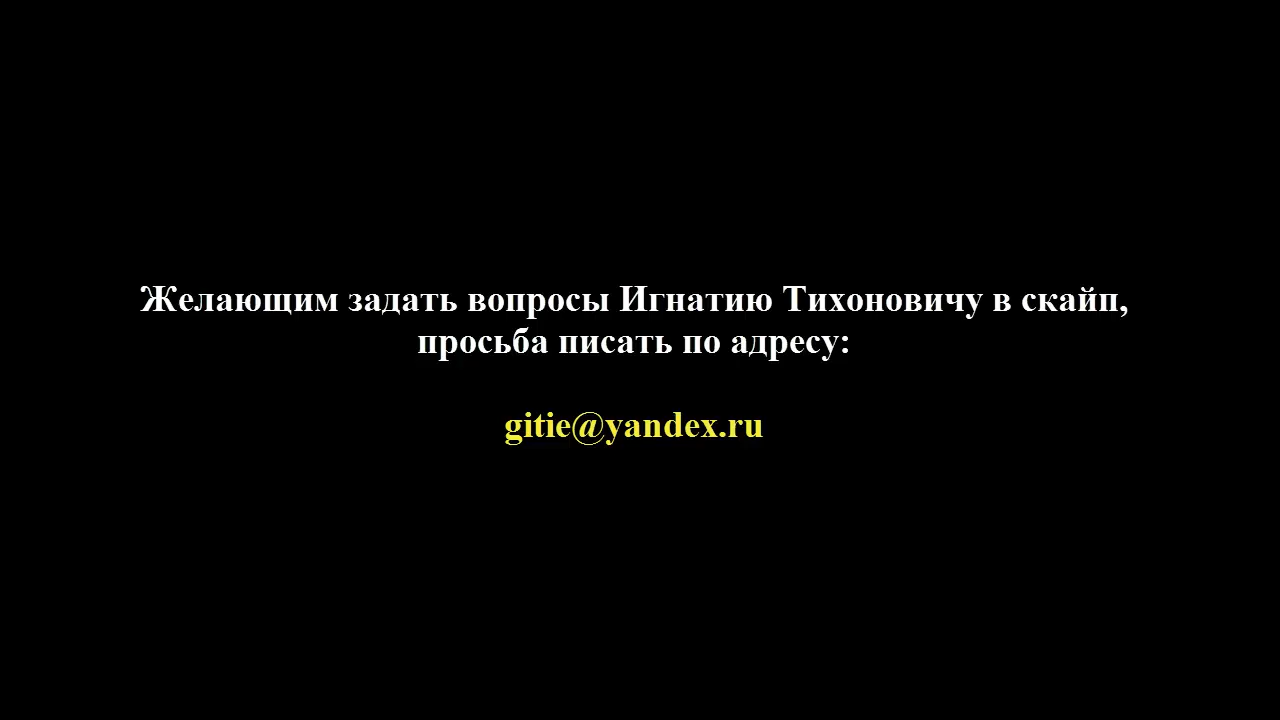 Желающим задать вопросы Игнатию Тихоновичу в скайп,
просьба писать по адресу:
gitie@yandex.ru